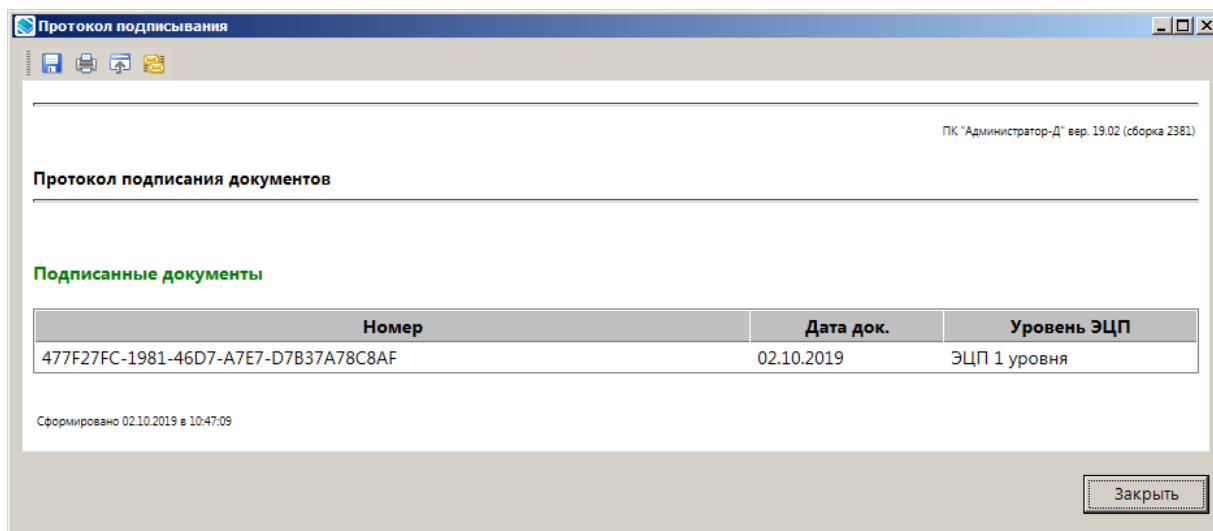 Протокол подписывания
ПК "Администратор-Д" вер. 19.02 (сборка 2381)
Протокол подписания документов
Подписанные документы
Номер Дата док. Уровень ЭЦП
477F27FC-1981-46D7-A7E7-D7B37A78C8AF 02.10.2019 ЭЦП 1 уровня
Сформировано 02.10.2019 в 10:47:09
Закрыть